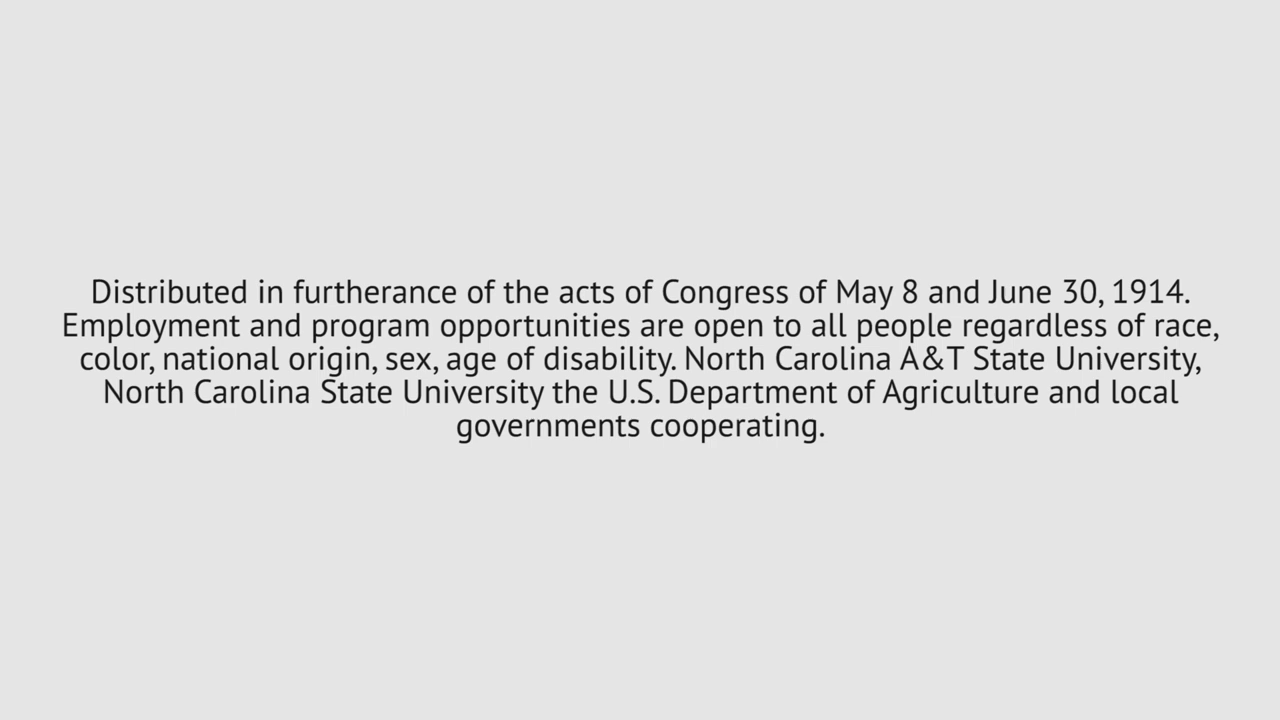 Distributed in furtherance of the acts of Congress of May 8 and June 30, 1914.
Employment and program opportunities are open to all people regardless of race,
color, national origin, sex, age of disability. North Carolina A&T State University,
North Carolina State University the U.S. Department of Agriculture and local
governments cooperating.